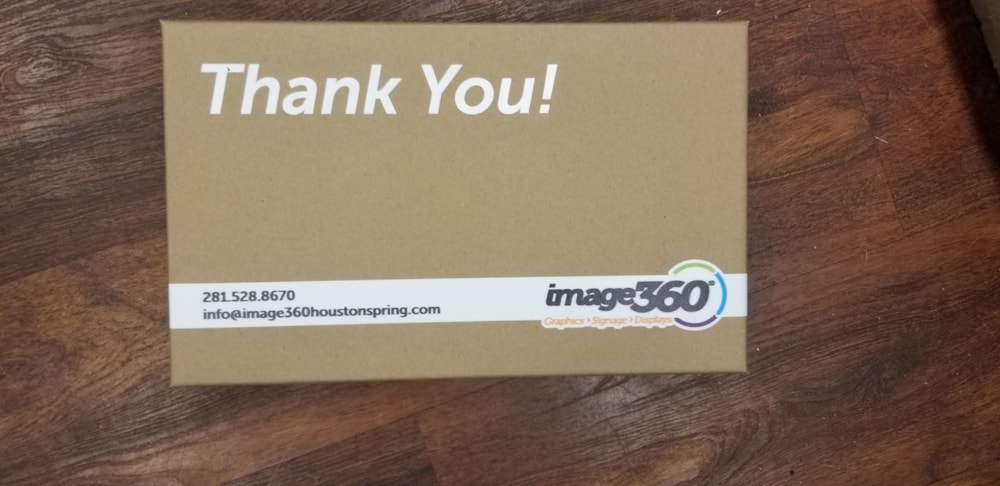 Thank You!
281.528.8670
info@image360houstonspring.com
image360®
Graphics › Signage › Displays